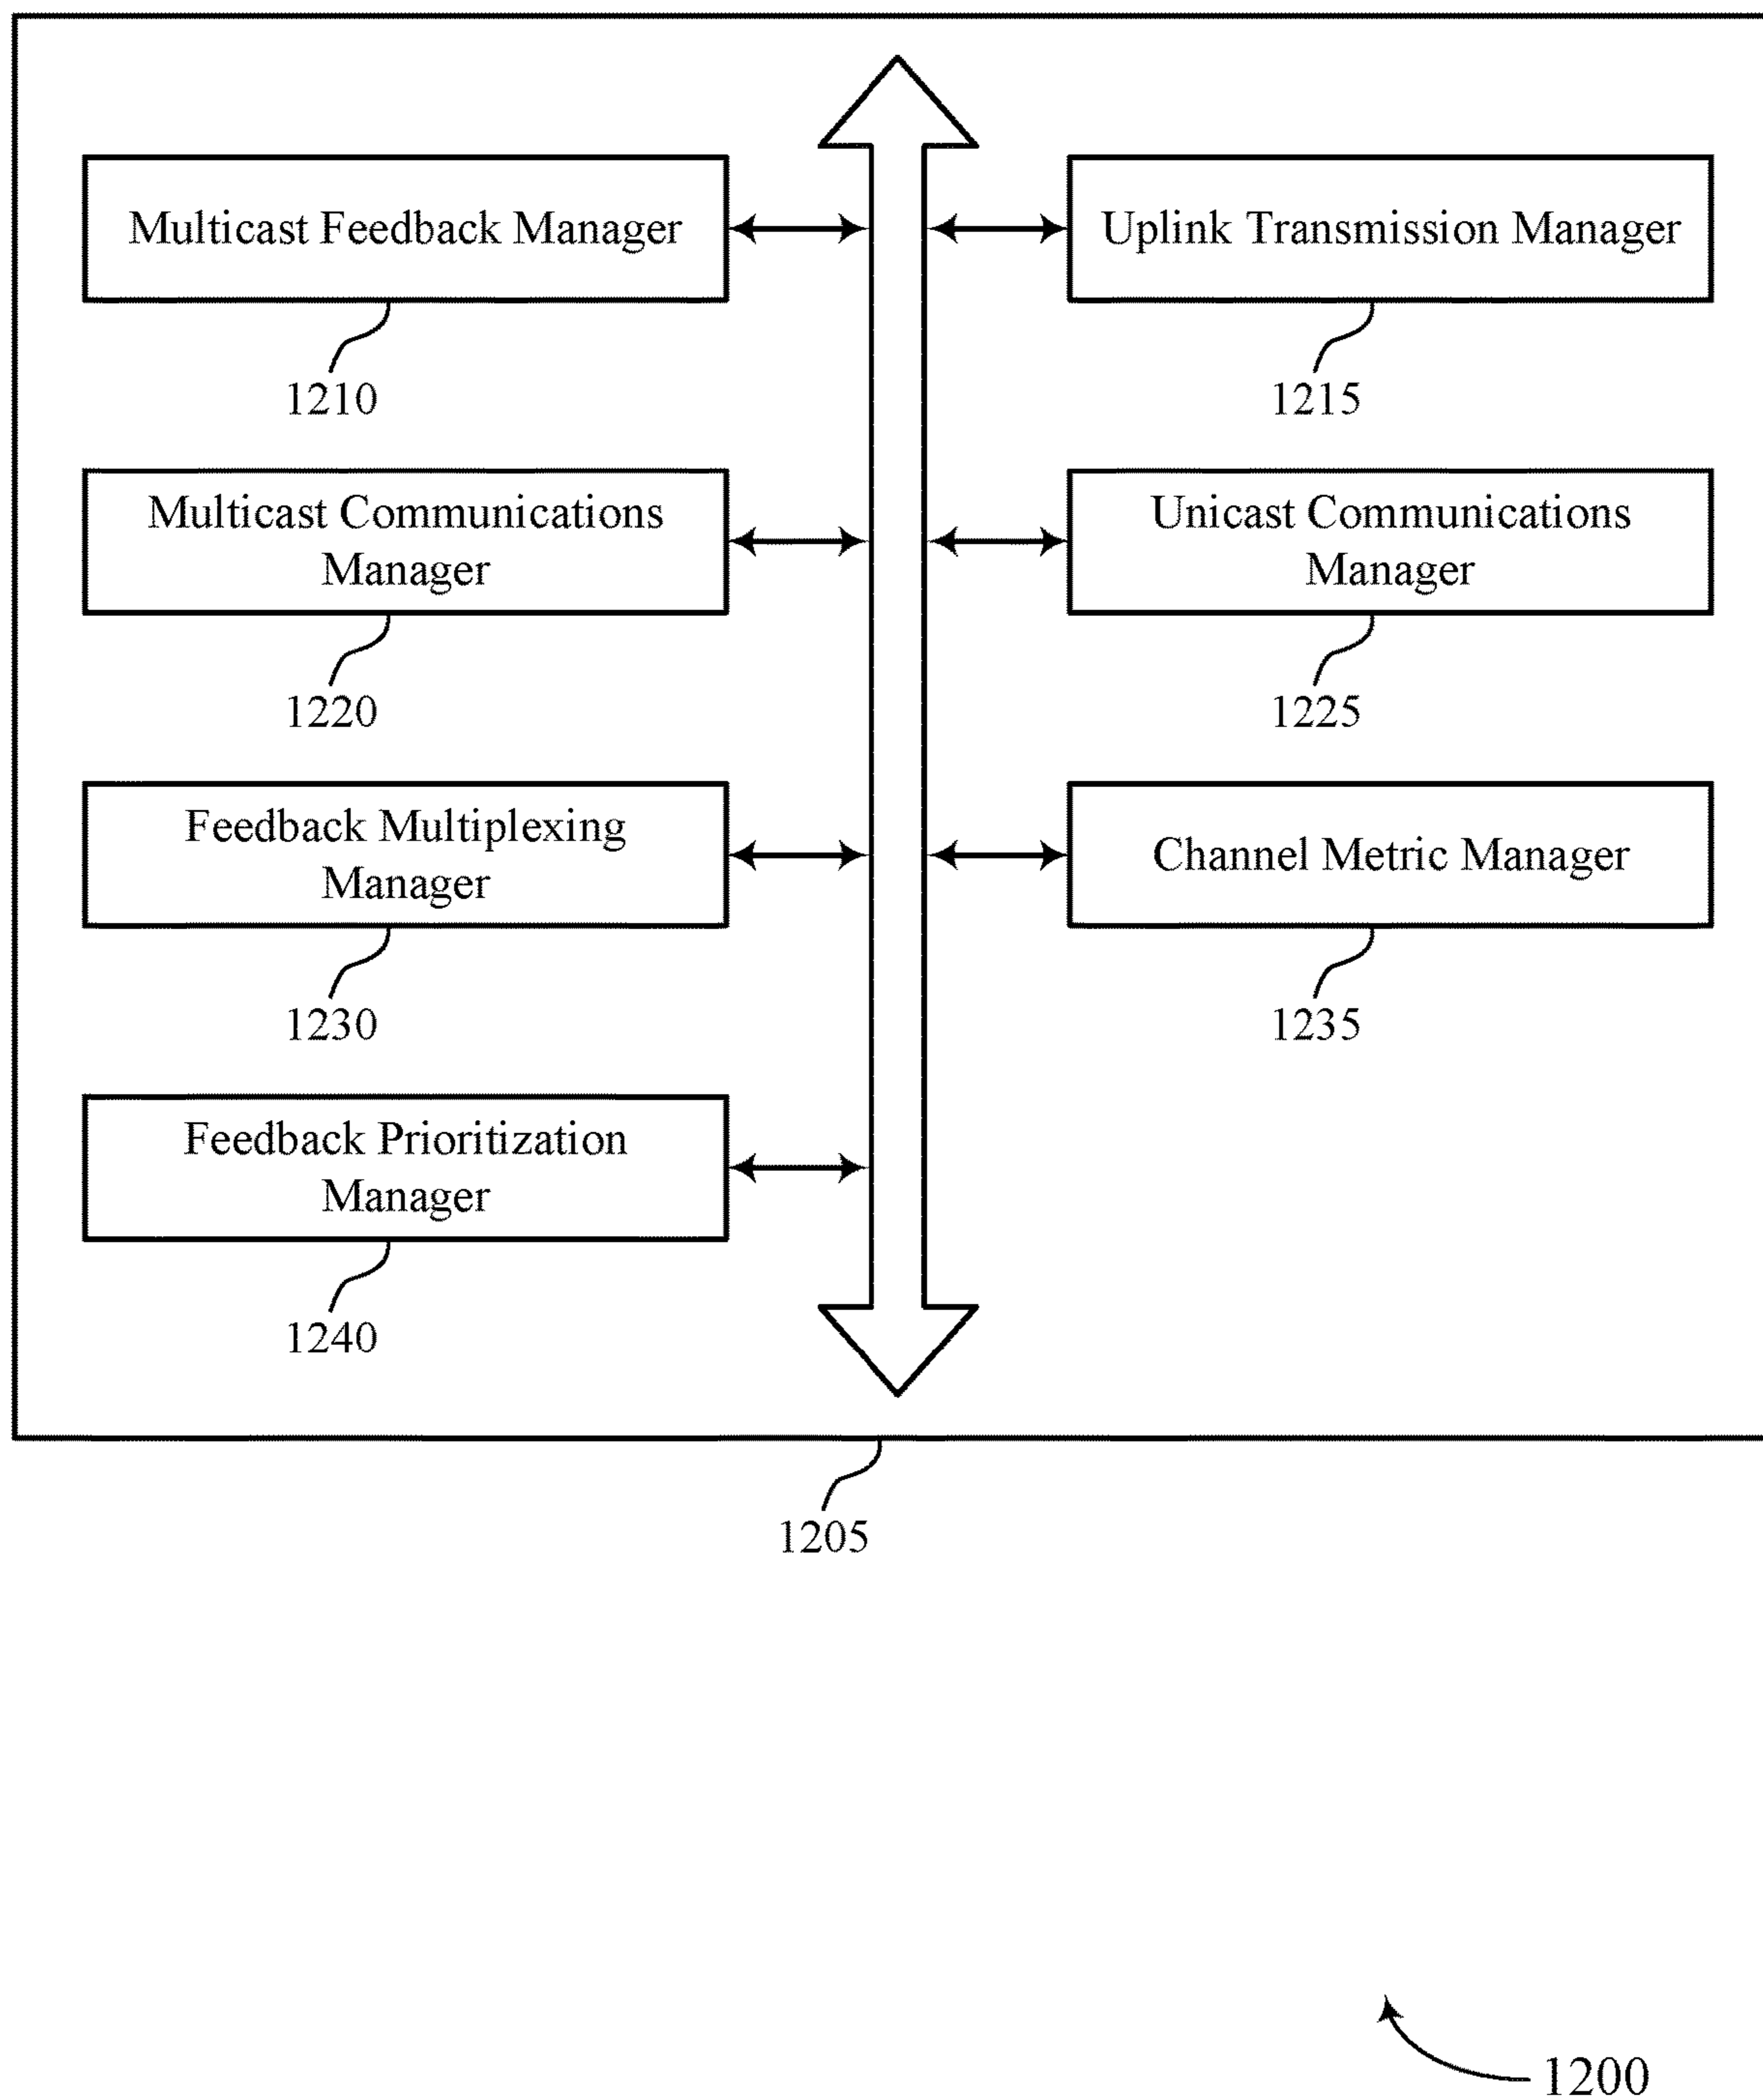 Multicast Feedback Manager
1210
Uplink Transmission Manager
1215
Multicast Communications
Manager
1220
Unicast Communications
Manager
1225
Feedback Multiplexing
Manager
1230
Channel Metric Manager
1235
Feedback Prioritization
Manager
1240
1205
1200